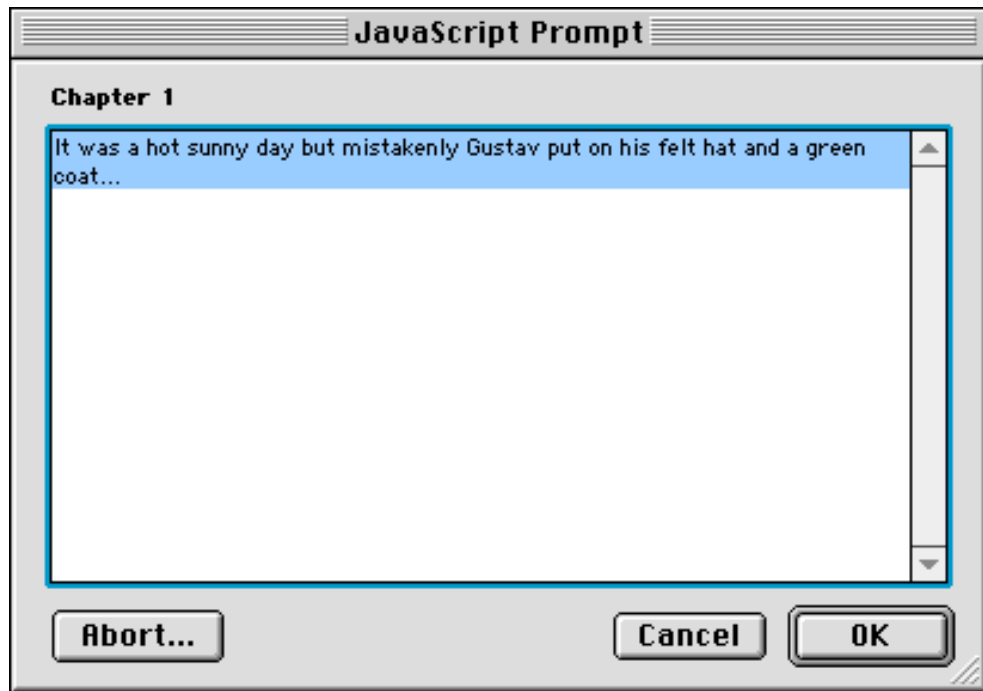 JavaScript Prompt
Chapter 1
It was a hot sunny day but mistakenly Gustav put on his felt hat and a green
coat...
Abort...
Cancel
OK